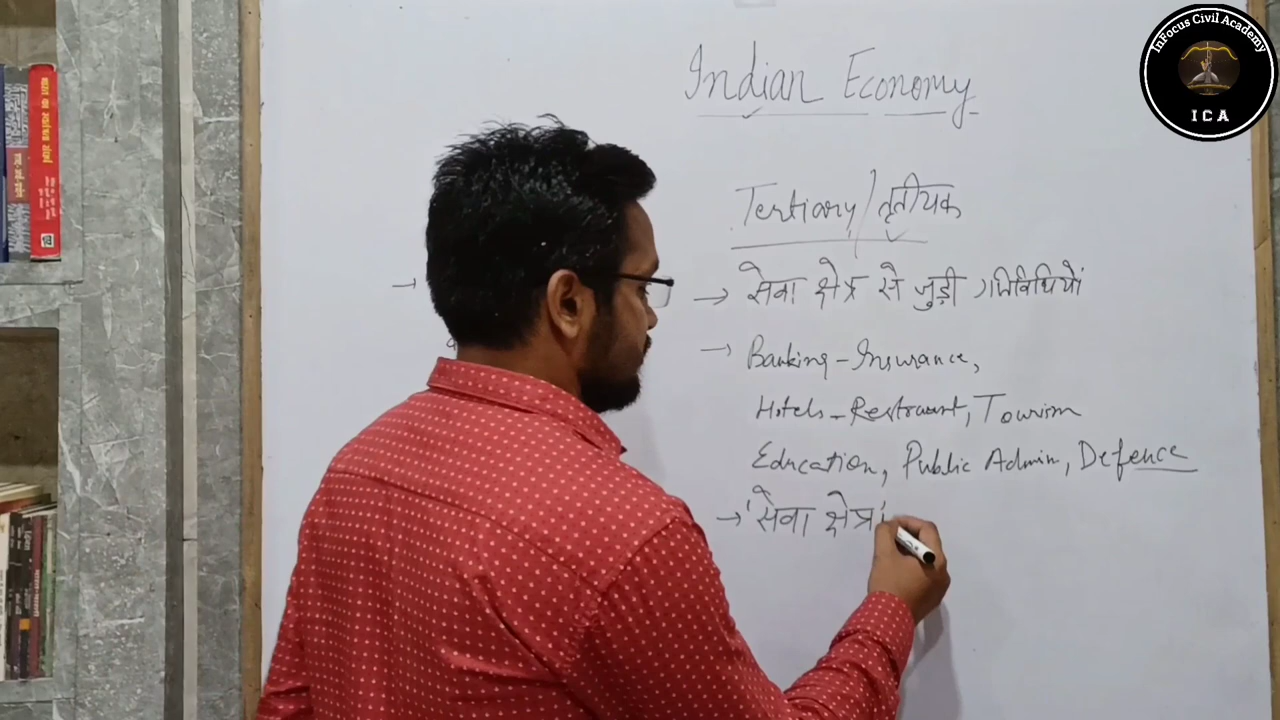 InFocus Civil Academy
ICA
Indian Economy
Tertiary / तृतीयक
→ सेवा क्षेत्र से जुड़ी गतिविधियां
→ Banking - Insurance,
Hotels - Restraunt, Tourism
Education, Public Admin, Defence
→ 'सेवा क्षेत्र'